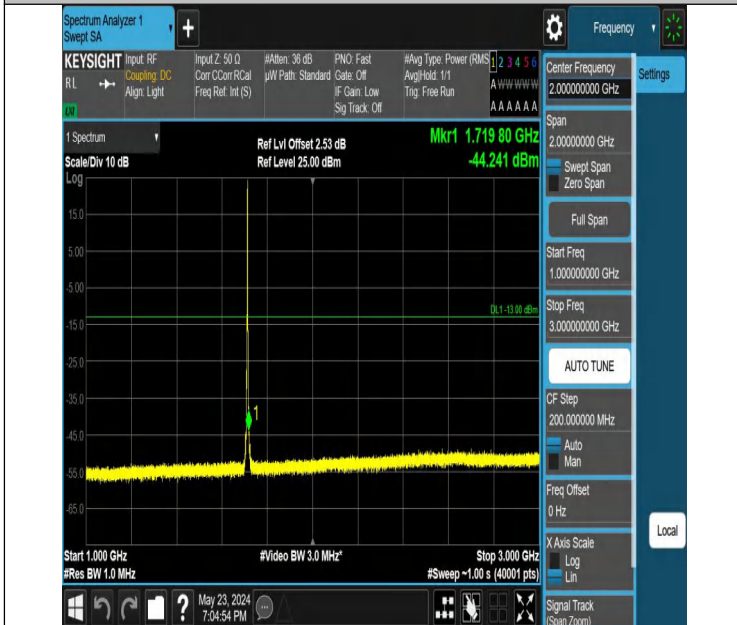 Spectrum Analyzer 1
Swept SA
+
Frequency
KEYSIGHT
RL
Input: RF
Coupling: DC
Align: Light
Input Z: 50 Ω
Corr CCorr RCal
Freq Ref: Int (S)
#Atten: 36 dB
µW Path: Standard
PNO: Fast
Gate: Off
IF Gain: Low
Sig Track: Off
#Avg Type: Power (RMS
Avg|Hold: 1/1
Trig: Free Run
1 2 3 4 5 6
A W W W W W
A A A A A A
1 Spectrum
Scale/Div 10 dB
Log
Ref Lvl Offset 2.53 dB
Ref Level 25.00 dBm
Mkr1 1.719 80 GHz
-44.241 dBm
15.0
5.00
-5.00
-15.0
-25.0
-35.0
-45.0
-55.0
-65.0
DL1 -13.00 dBm
1
Start 1.000 GHz
#Res BW 1.0 MHz
#Video BW 3.0 MHz*
Stop 3.000 GHz
#Sweep ~1.00 s (40001 pts)
?
May 23, 2024
7:04:54 PM
Center Frequency
2.000000000 GHz
Settings
Span
2.00000000 GHz
Swept Span
Zero Span
Full Span
Start Freq
1.000000000 GHz
Stop Freq
3.000000000 GHz
AUTO TUNE
CF Step
200.000000 MHz
Auto
Man
Freq Offset
0 Hz
X Axis Scale
Log
Lin
Local
Signal Track
(Span Zoom)